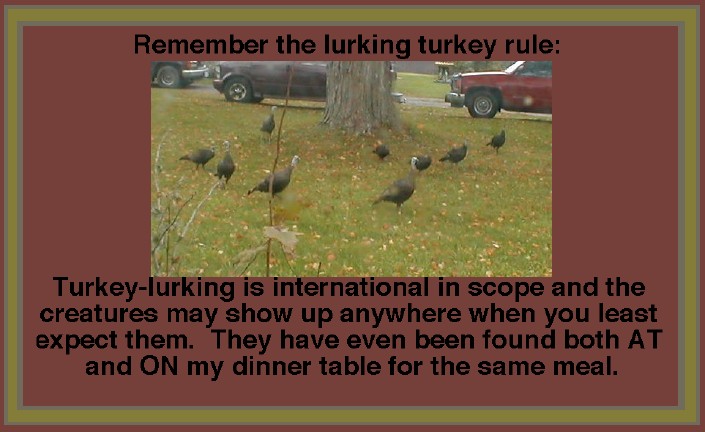 Remember the lurking turkey rule:
Turkey-lurking is international in scope and the
creatures may show up anywhere when you least
expect them.  They have even been found both AT
and ON my dinner table for the same meal.